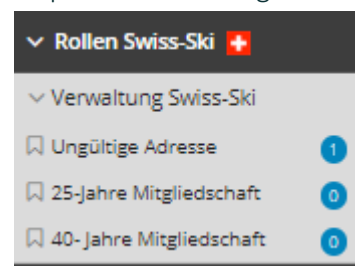 Rollen Swiss-Ski
Verwaltung Swiss-Ski
Ungültige Adresse 1
25-Jahre Mitgliedschaft 0
40- Jahre Mitgliedschaft 0